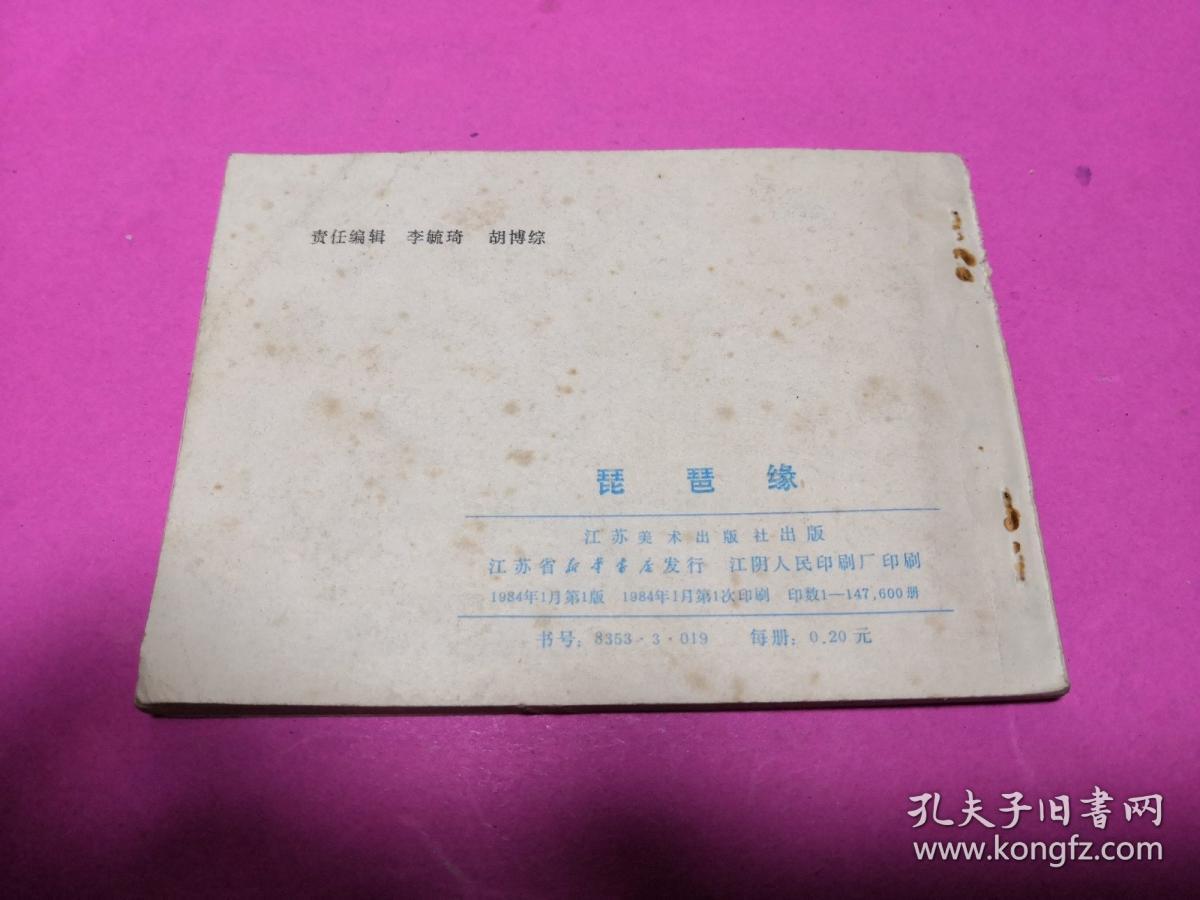 责任编辑 李毓琦 胡博综
琵琶缘
江苏美术出版社出版
江苏省新华书店发行 江阴人民印刷厂印刷
1984年1月第1版 1984年1月第1次印刷 印数1—147,600册
书号：8353·3·019 每册：0.20元
孔夫子旧书网
www.kongfz.com